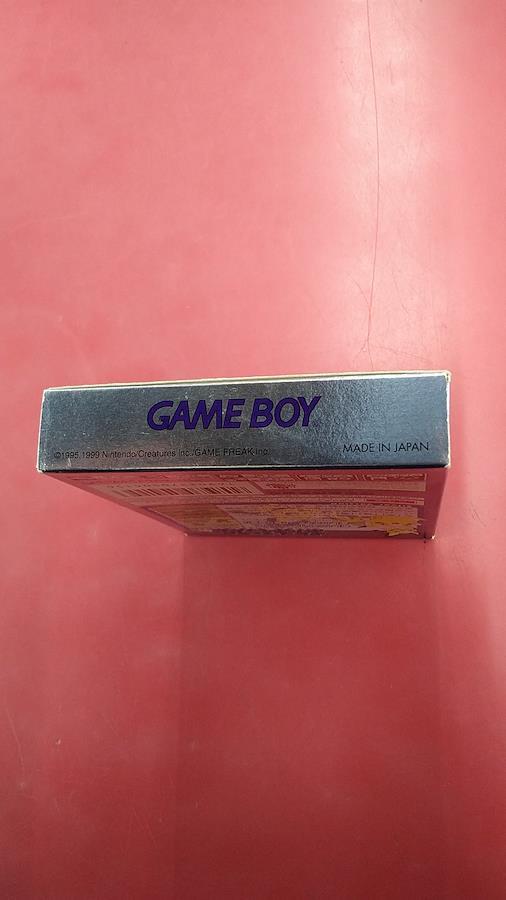 GAME BOY
©1995,1999 Nintendo/Creatures Inc./GAME FREAK Inc.
MADE IN JAPAN